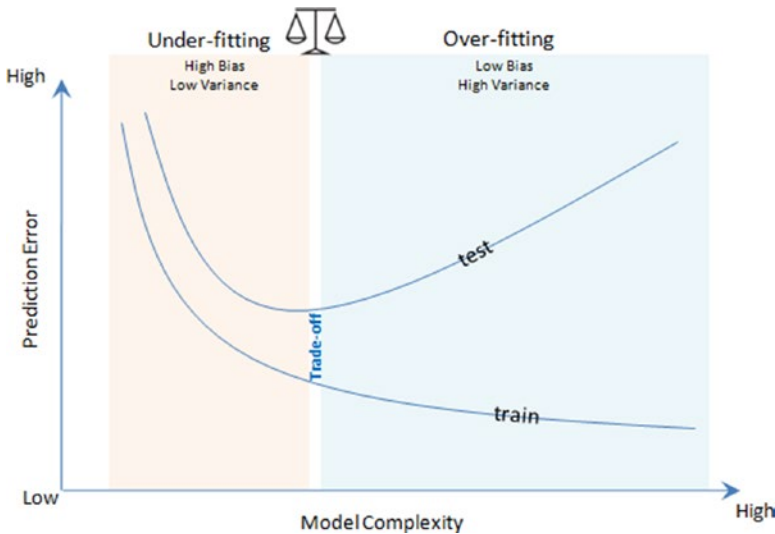 Under-fitting
High Bias
Low Variance
Over-fitting
Low Bias
High Variance
High
Prediction Error
test
Trade-off
train
Low
Model Complexity
High